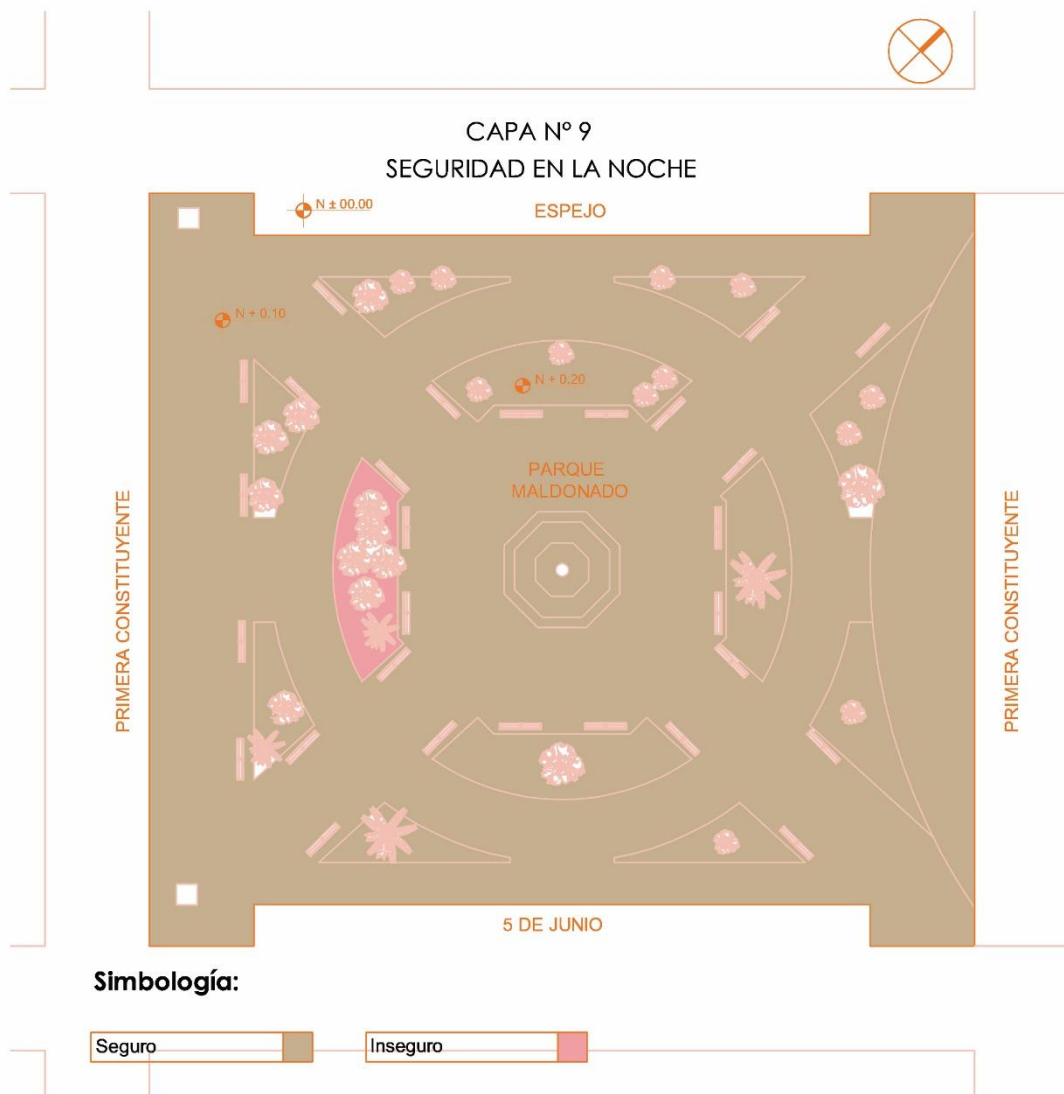 CAPA Nº 9
SEGURIDAD EN LA NOCHE
N ± 00.00
ESPEJO
N + 0.10
N + 0.20
PARQUE
MALDONADO
PRIMERA CONSTITUYENTE
PRIMERA CONSTITUYENTE
5 DE JUNIO
Simbología:
Seguro
Inseguro